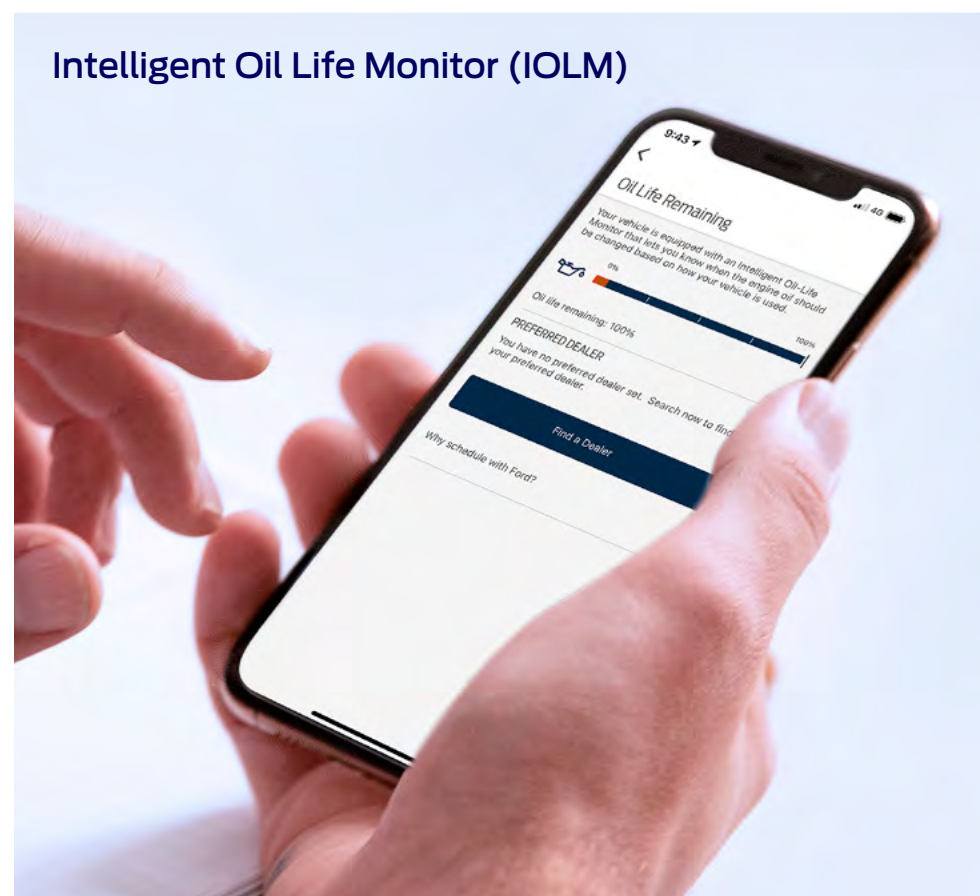 Intelligent Oil Life Monitor (IOLM)
9:43
4G
Oil Life Remaining
Your vehicle is equipped with an Intelligent Oil-Life
Monitor that lets you know when the engine oil should
be changed based on how your vehicle is used.
0%
100%
Oil life remaining: 100%
PREFERRED DEALER
You have no preferred dealer set. Search now to find
your preferred dealer.
Find a Dealer
Why schedule with Ford?